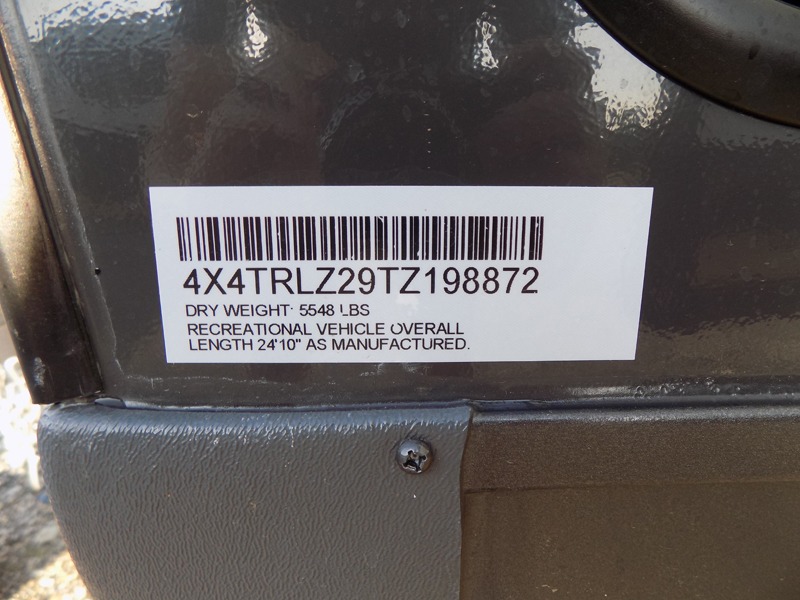 4X4TRLZ29TZ198872
DRY WEIGHT: 5548 LBS
RECREATIONAL VEHICLE OVERALL
LENGTH 24'10" AS MANUFACTURED.